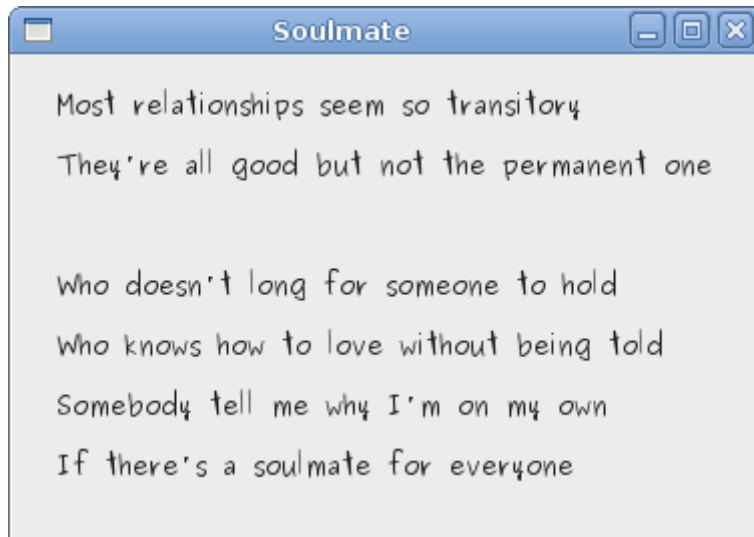 Soulmate
Most relationships seem so transitory
They're all good but not the permanent one
Who doesn't long for someone to hold
Who knows how to love without being told
Somebody tell me why I'm on my own
If there's a soulmate for everyone